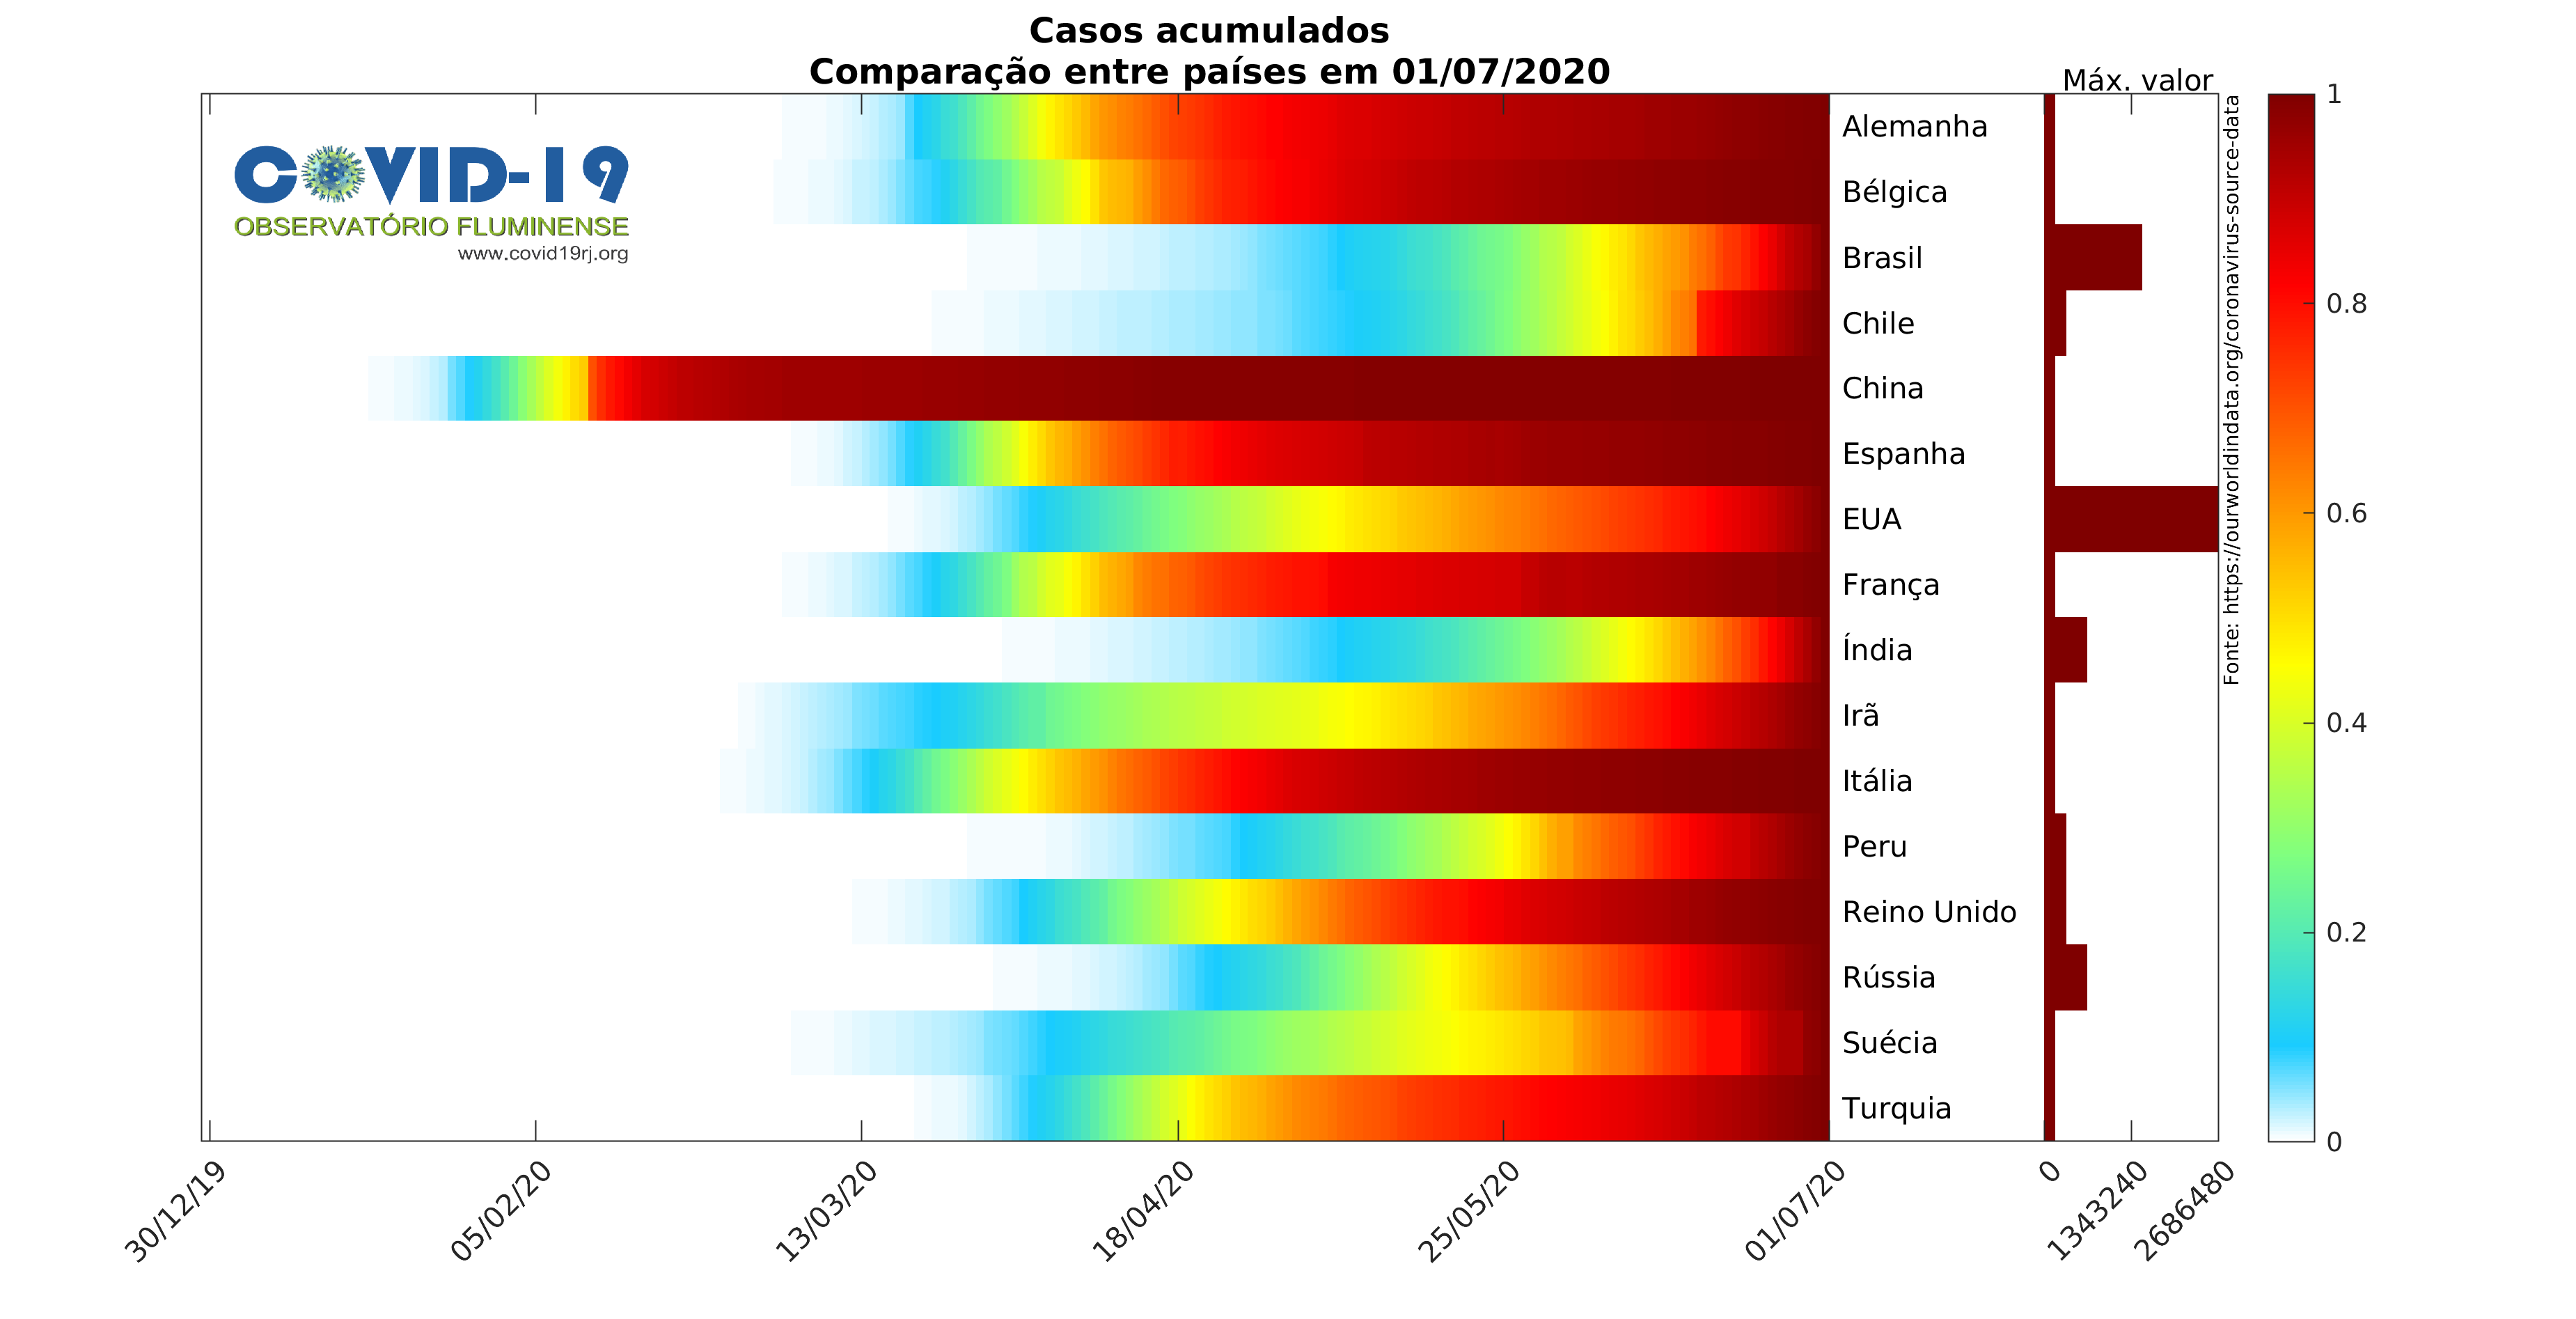 Casos acumulados
Comparação entre países em 01/07/2020
Máx. valor
COVID-19
OBSERVATÓRIO FLUMINENSE
www.covid19rj.org
Alemanha
Bélgica
Brasil
Chile
China
Espanha
EUA
França
Índia
Irã
Itália
Peru
Reino Unido
Rússia
Suécia
Turquia
Fonte: https://ourworldindata.org/coronavirus-source-data
1
0.8
0.6
0.4
0.2
0
30/12/19
05/02/20
13/03/20
18/04/20
25/05/20
01/07/20
0
1343240
2686480